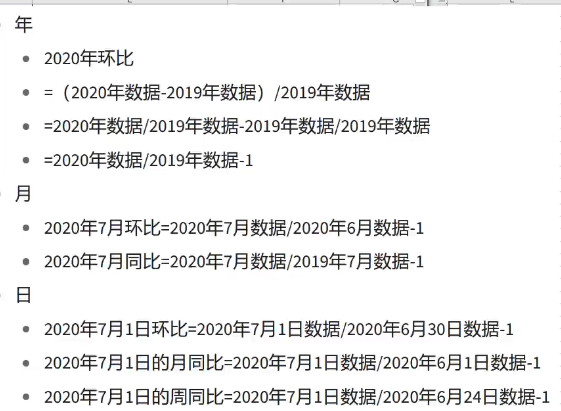 年
2020年环比
=（2020年数据-2019年数据）/2019年数据
=2020年数据/2019年数据-2019年数据/2019年数据
=2020年数据/2019年数据-1
月
2020年7月环比=2020年7月数据/2020年6月数据-1
2020年7月同比=2020年7月数据/2019年7月数据-1
日
2020年7月1日环比=2020年7月1日数据/2020年6月30日数据-1
2020年7月1日的月同比=2020年7月1日数据/2020年6月1日数据-1
2020年7月1日的周同比=2020年7月1日数据/2020年6月24日数据-1